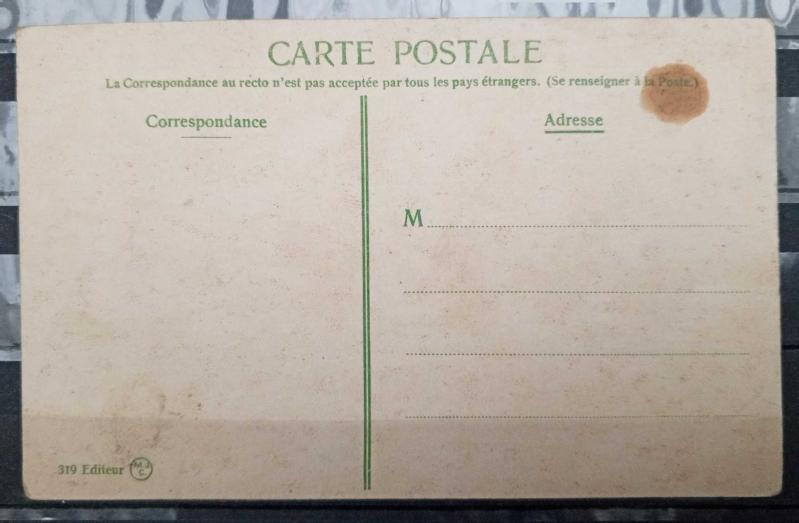 CARTE POSTALE
La Correspondance au recto n'est pas acceptée par tous les pays étrangers. (Se renseigner à la Poste.)
Correspondance
Adresse
M
319 Editeur M.J.C.